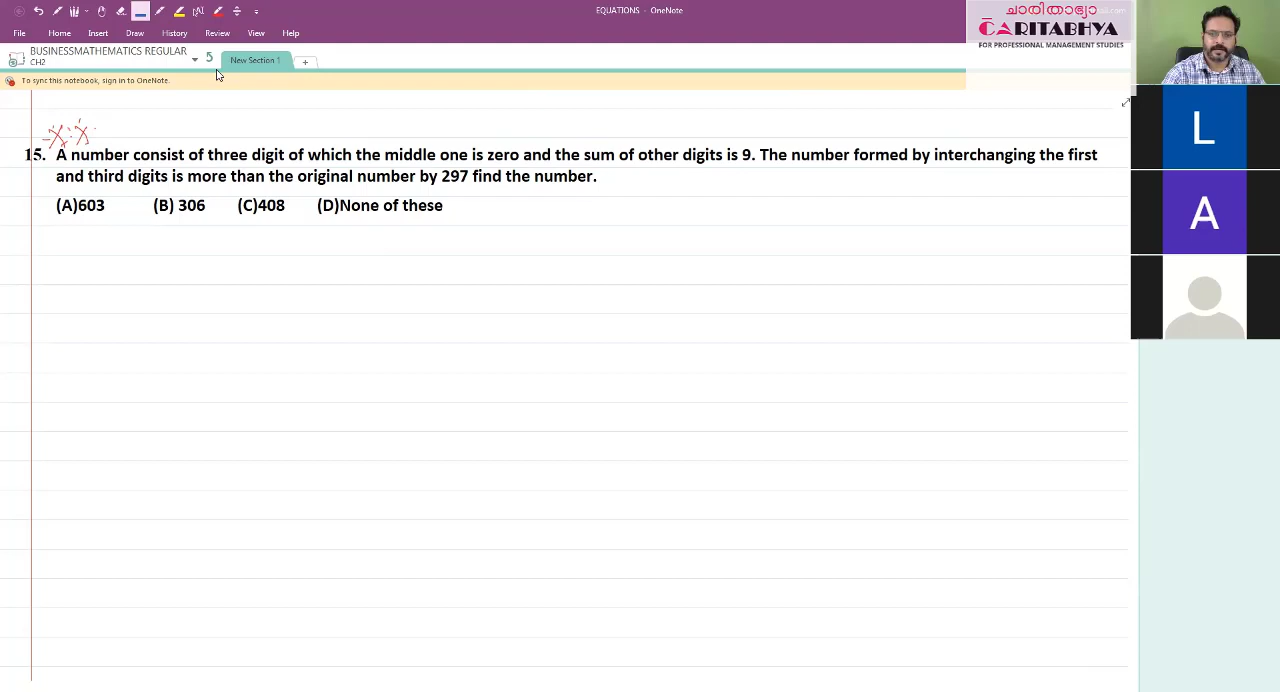 EQUATIONS - OneNote
File Home Insert Draw History Review View Help
BUSINESSMATHEMATICS REGULAR
CH2
New Section 1
+
To sync this notebook, sign in to OneNote.
ചാരിതാഭ്യാ
CARITABHYA
FOR PROFESSIONAL MANAGEMENT STUDIES
15. A number consist of three digit of which the middle one is zero and the sum of other digits is 9. The number formed by interchanging the first
and third digits is more than the original number by 297 find the number.
(A)603 (B) 306 (C)408 (D)None of these
L
A